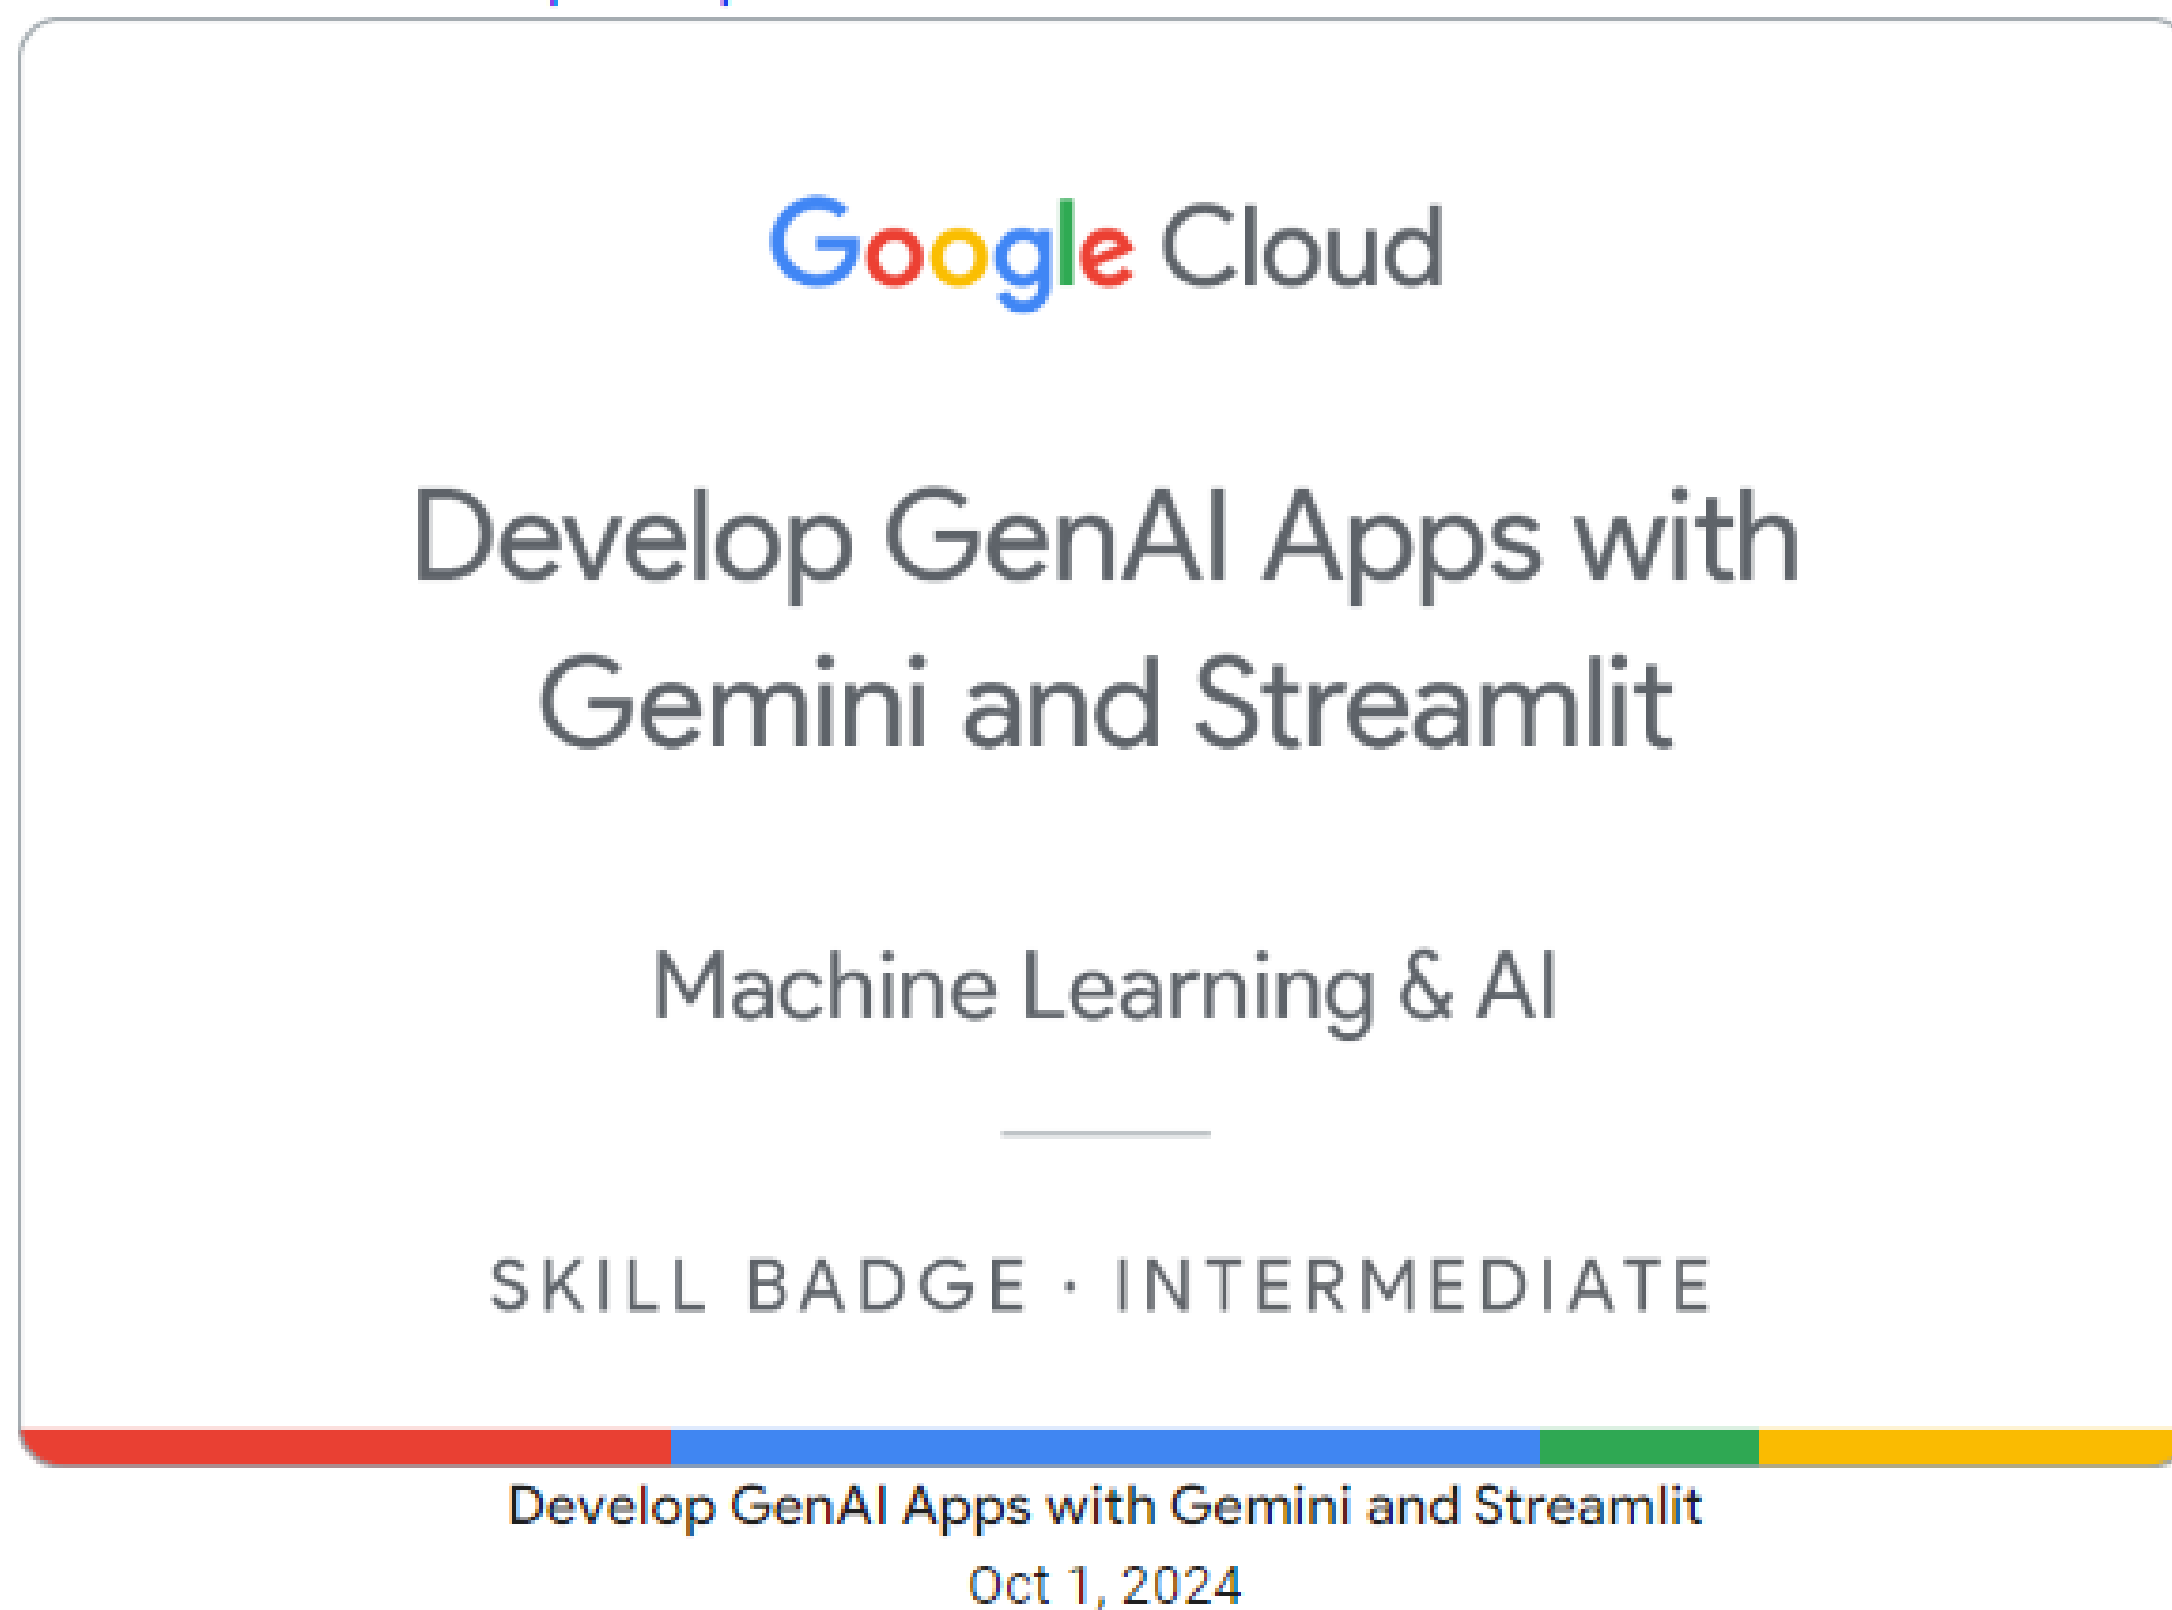 Google Cloud
Develop GenAI Apps with
Gemini and Streamlit
Machine Learning & AI
SKILL BADGE · INTERMEDIATE
Develop GenAI Apps with Gemini and Streamlit
Oct 1, 2024